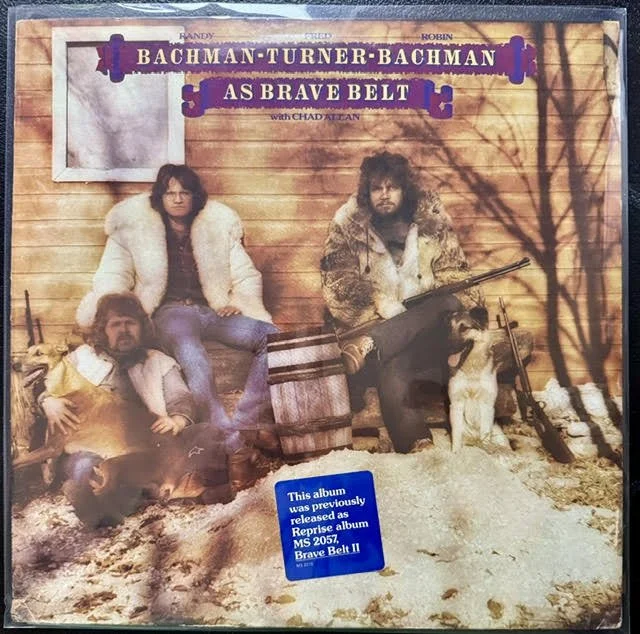 RANDY FRED ROBIN
BACHMAN-TURNER-BACHMAN
AS BRAVE BELT
with CHAD ALLAN
This album
was previously
released as
Reprise album
MS 2057,
Brave Belt II